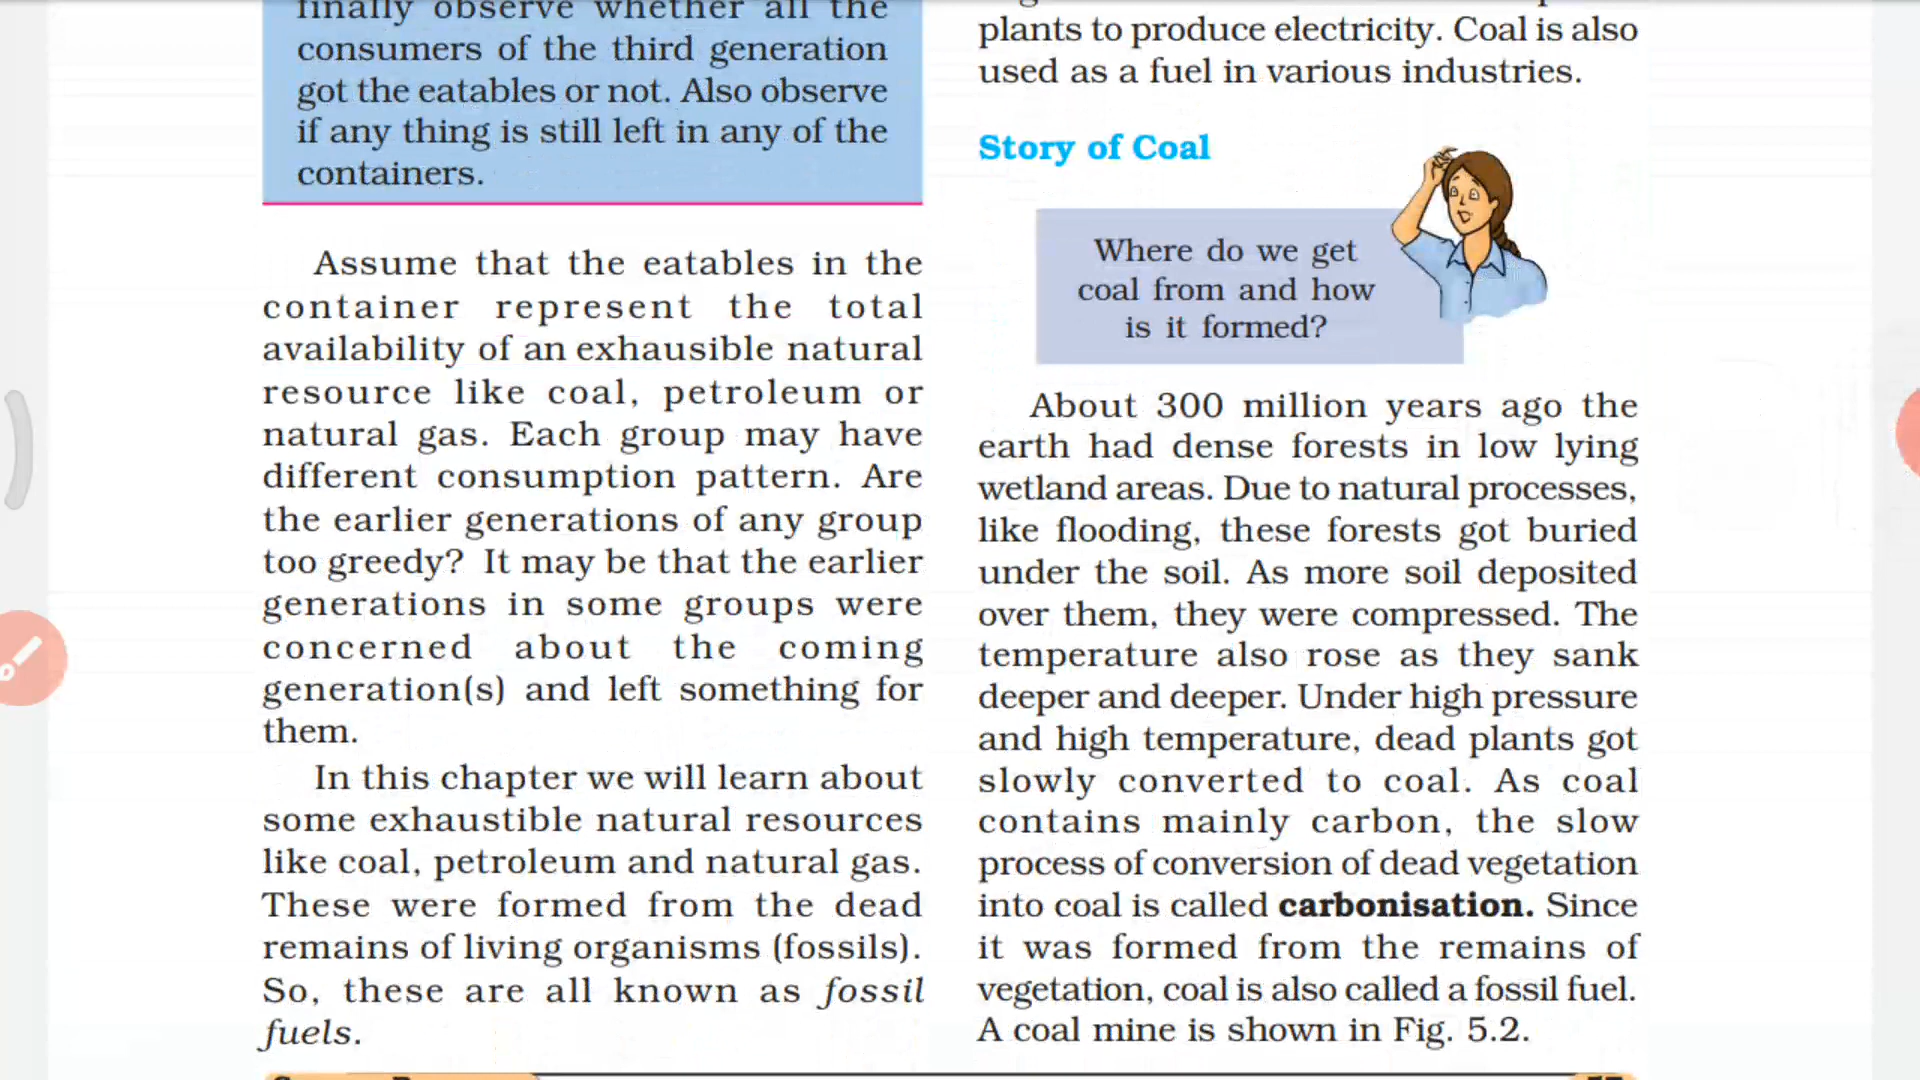 finally observe whether all the
consumers of the third generation
got the eatables or not. Also observe
if any thing is still left in any of the
containers.
Assume that the eatables in the
container represent the total
availability of an exhausible natural
resource like coal, petroleum or
natural gas. Each group may have
different consumption pattern. Are
the earlier generations of any group
too greedy? It may be that the earlier
generations in some groups were
concerned about the coming
generation(s) and left something for
them.
In this chapter we will learn about
some exhaustible natural resources
like coal, petroleum and natural gas.
These were formed from the dead
remains of living organisms (fossils).
So, these are all known as fossil
fuels.
plants to produce electricity. Coal is also
used as a fuel in various industries.
Story of Coal
Where do we get
coal from and how
is it formed?
About 300 million years ago the
earth had dense forests in low lying
wetland areas. Due to natural processes,
like flooding, these forests got buried
under the soil. As more soil deposited
over them, they were compressed. The
temperature also rose as they sank
deeper and deeper. Under high pressure
and high temperature, dead plants got
slowly converted to coal. As coal
contains mainly carbon, the slow
process of conversion of dead vegetation
into coal is called carbonisation. Since
it was formed from the remains of
vegetation, coal is also called a fossil fuel.
A coal mine is shown in Fig. 5.2.